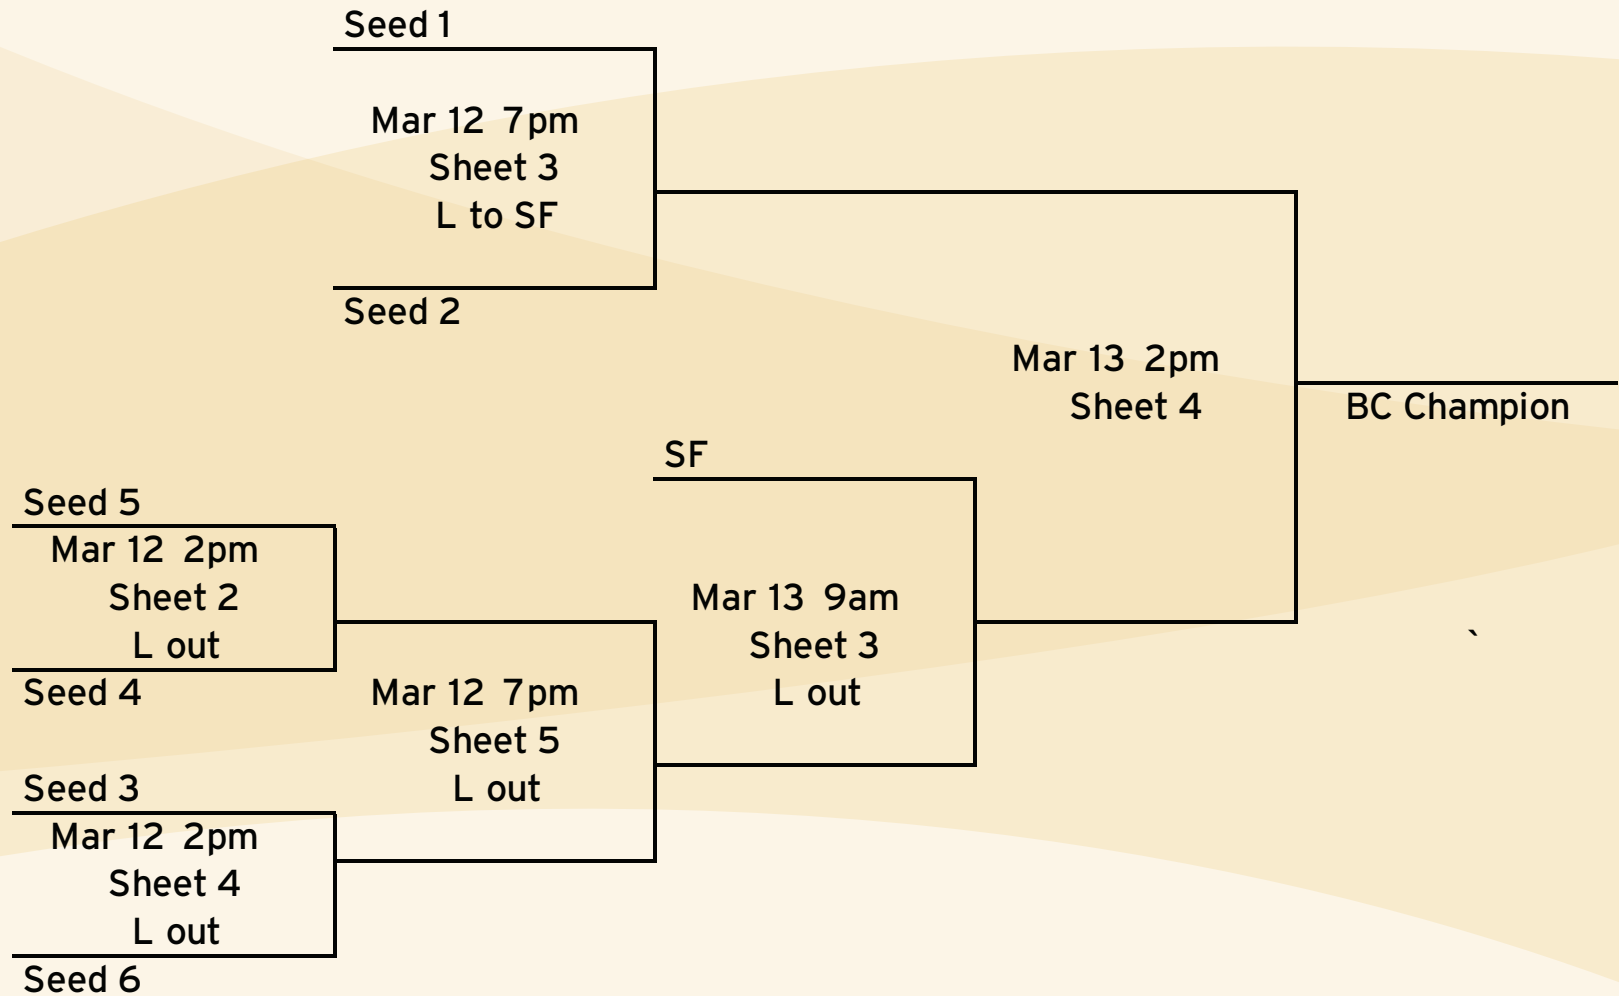 Seed 1
Mar 12 7pm
Sheet 3
L to SF
Seed 2
Mar 13 2pm
Sheet 4
BC Champion
SF
Seed 5
Mar 12 2pm
Sheet 2
L out
Seed 4
Mar 13 9am
Sheet 3
L out
Mar 12 7pm
Sheet 5
L out
Seed 3
Mar 12 2pm
Sheet 4
L out
Seed 6
`